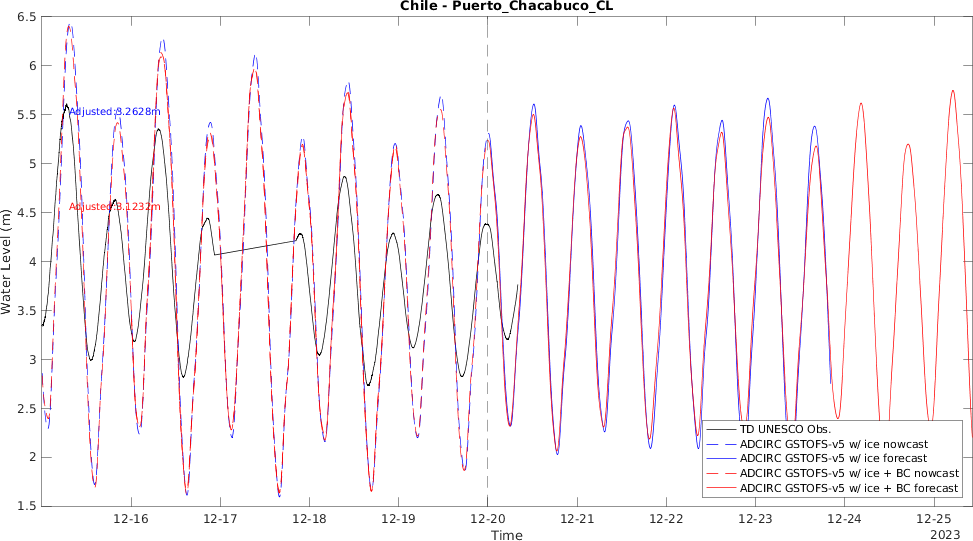 Chile - Puerto_Chacabuco_CL
6.5
6
5.5
5
4.5
4
3.5
3
2.5
2
1.5
Water Level (m)
Adjusted:3.2628m
Adjusted:3.1232m
TD UNESCO Obs.
ADCIRC GSTOFS-v5 w/ ice nowcast
ADCIRC GSTOFS-v5 w/ ice forecast
ADCIRC GSTOFS-v5 w/ ice + BC nowcast
ADCIRC GSTOFS-v5 w/ ice + BC forecast
12-16 12-17 12-18 12-19 12-20 12-21 12-22 12-23 12-24 12-25
Time
2023